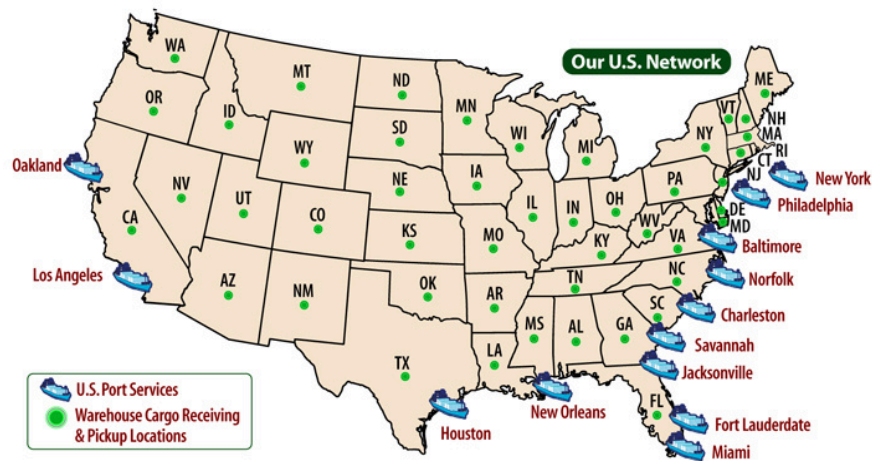 Our U.S. Network
WA
MT
ND
MN
ME
VT
NH
OR
ID
SD
WI
MI
NY
MA
RI
CT
WY
IA
NE
PA
NJ
New York
Oakland
NV
UT
CO
IL
IN
OH
Philadelphia
CA
KS
MO
WV
VA
DE
MD
KY
Baltimore
Los Angeles
AZ
NM
OK
AR
TN
NC
Norfolk
SC
Charleston
MS
AL
GA
Savannah
TX
LA
Jacksonville
FL
Houston
New Orleans
Fort Lauderdate
Miami
U.S. Port Services
Warehouse Cargo Receiving
& Pickup Locations